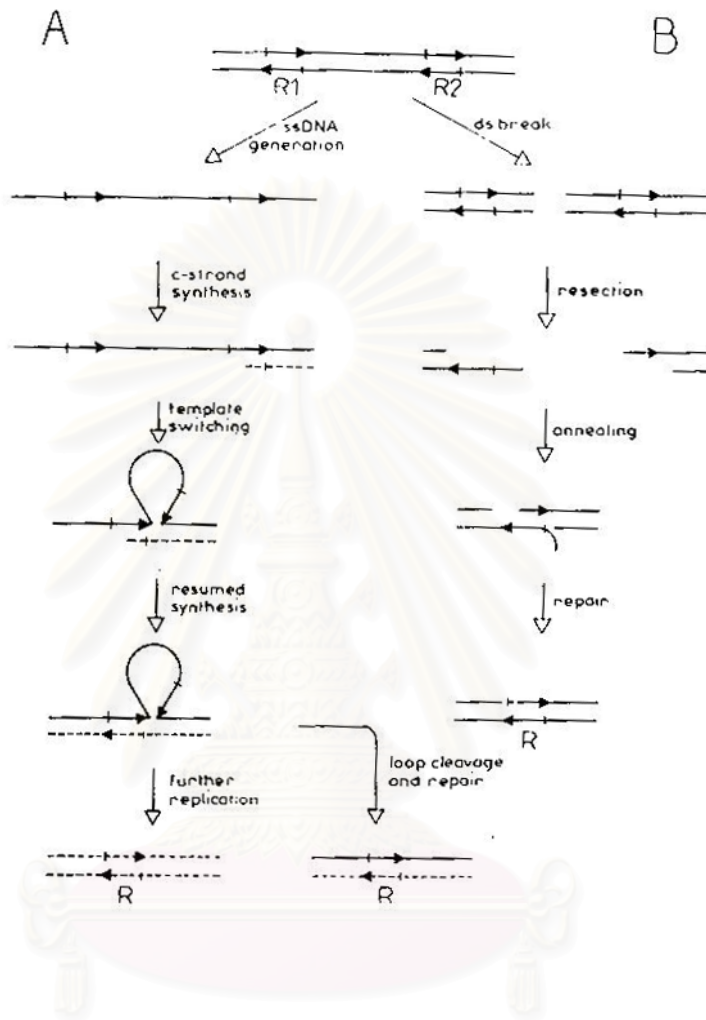 A
B
R1
R2
ssDNA
generation
ds break
c-strand
synthesis
resection
template
switching
annealing
resumed
synthesis
repair
R
loop cleavage
and repair
further
replication
R
R